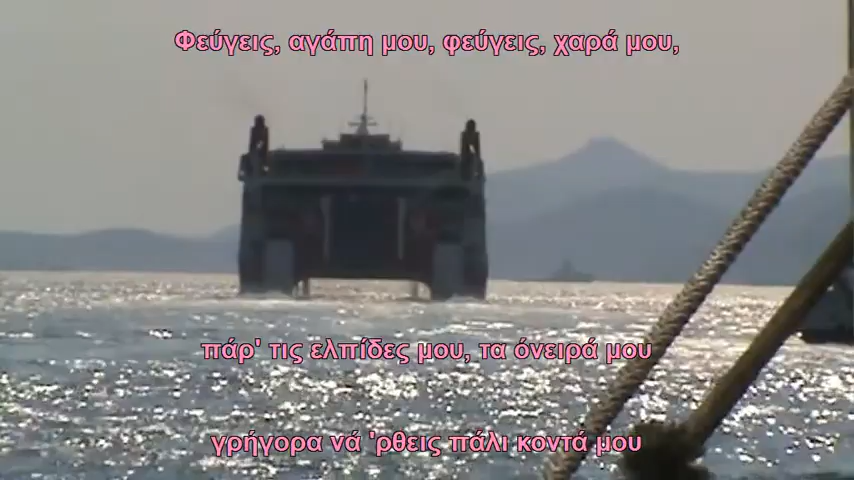 Φεύγεις, αγάπη μου, φεύγεις, χαρά μου,
πάρ' τις ελπίδες μου, τα όνειρά μου
γρήγορα νά 'ρθεις πάλι κοντά μου